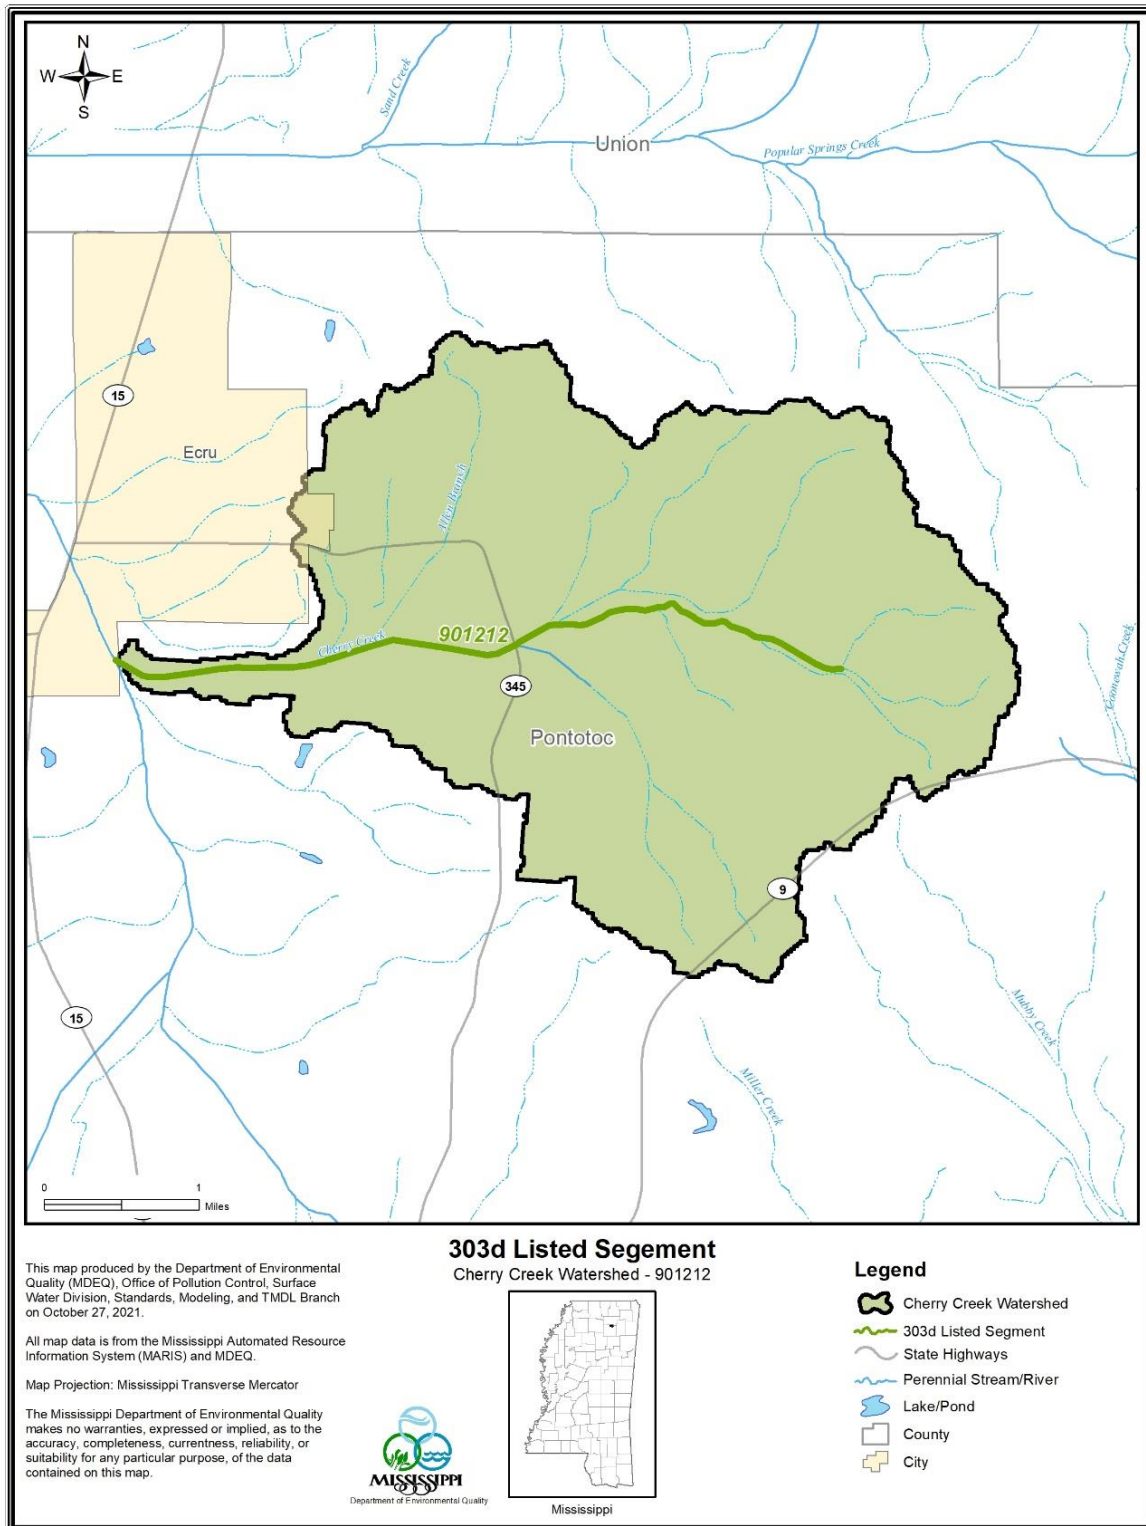 N
W E
S
Sand Creek
Union
Popular Springs Creek
15
Ecru
Allen Branch
Cherry Creek
901212
345
Pontotoc
Coonewah Creek
9
15
Mubby Creek
Miller Creek
0 1
Miles
303d Listed Segement
Cherry Creek Watershed - 901212
This map produced by the Department of Environmental
Quality (MDEQ), Office of Pollution Control, Surface
Water Division, Standards, Modeling, and TMDL Branch
on October 27, 2021.
All map data is from the Mississippi Automated Resource
Information System (MARIS) and MDEQ.
Map Projection: Mississippi Transverse Mercator
The Mississippi Department of Environmental Quality
makes no warranties, expressed or implied, as to the
accuracy, completeness, currentness, reliability, or
suitability for any particular purpose, of the data
contained on this map.
MISSISSIPPI
Department of Environmental Quality
Mississippi
Legend
Cherry Creek Watershed
303d Listed Segment
State Highways
Perennial Stream/River
Lake/Pond
County
City